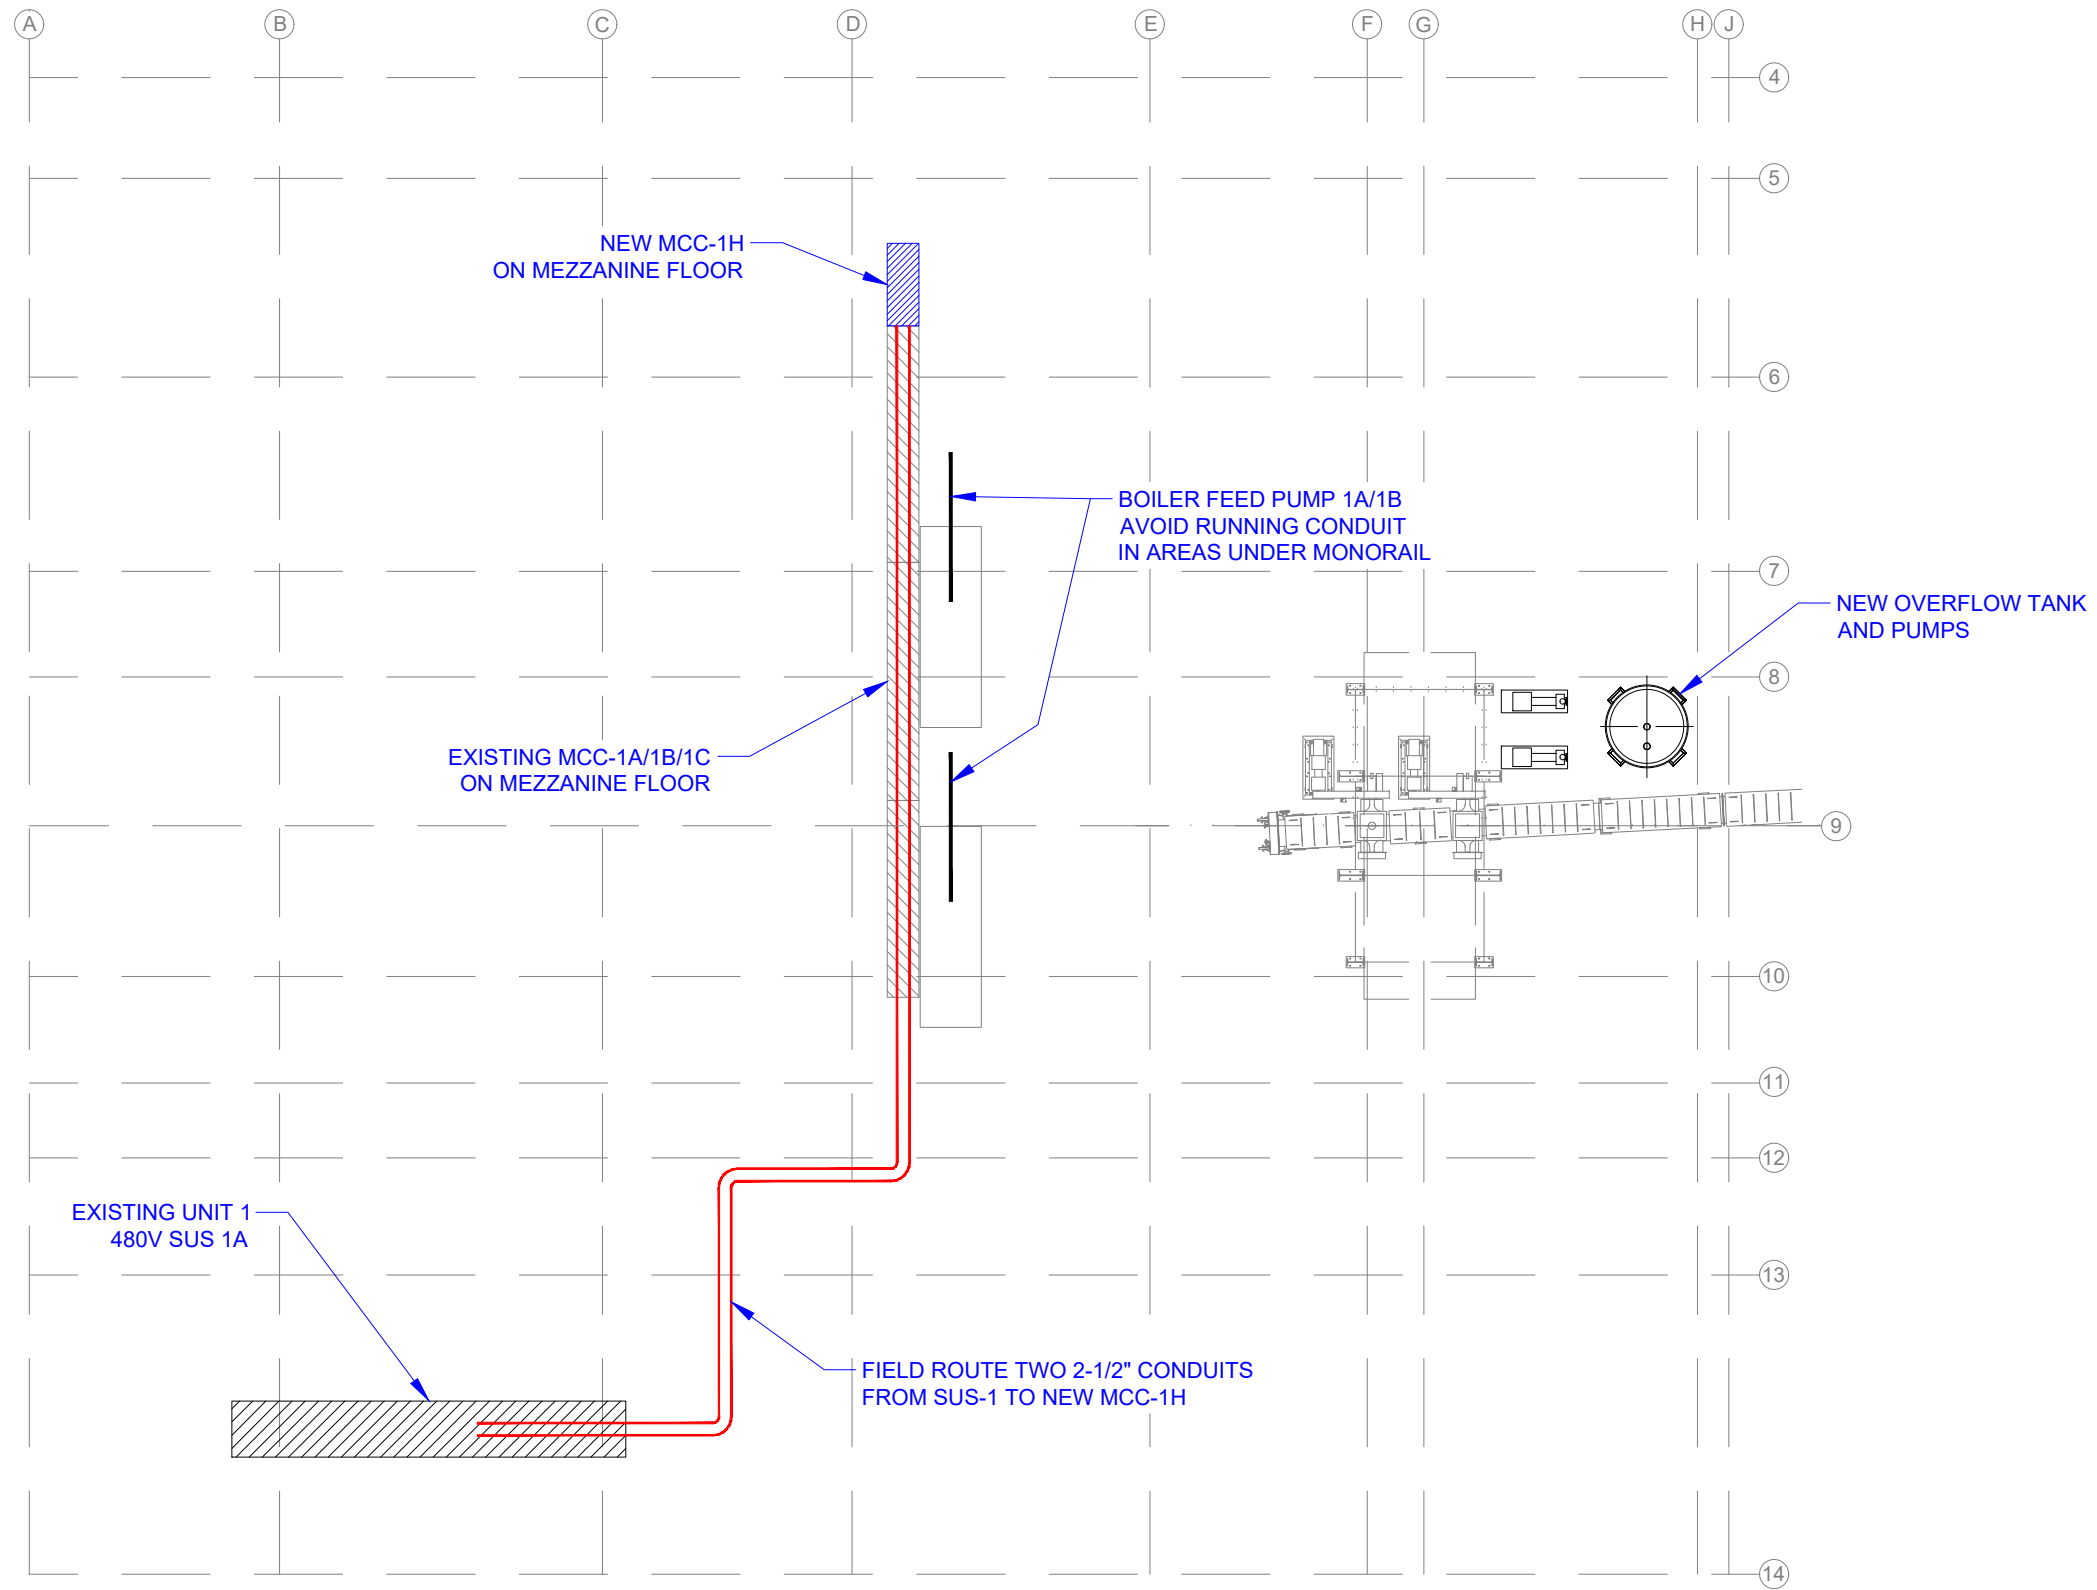 A
B
C
D
E
F
G
H
J
4
5
NEW MCC-1H
ON MEZZANINE FLOOR
6
BOILER FEED PUMP 1A/1B
AVOID RUNNING CONDUIT
IN AREAS UNDER MONORAIL
7
NEW OVERFLOW TANK
AND PUMPS
8
EXISTING MCC-1A/1B/1C
ON MEZZANINE FLOOR
9
10
11
12
EXISTING UNIT 1
480V SUS 1A
13
FIELD ROUTE TWO 2-1/2" CONDUITS
FROM SUS-1 TO NEW MCC-1H
14